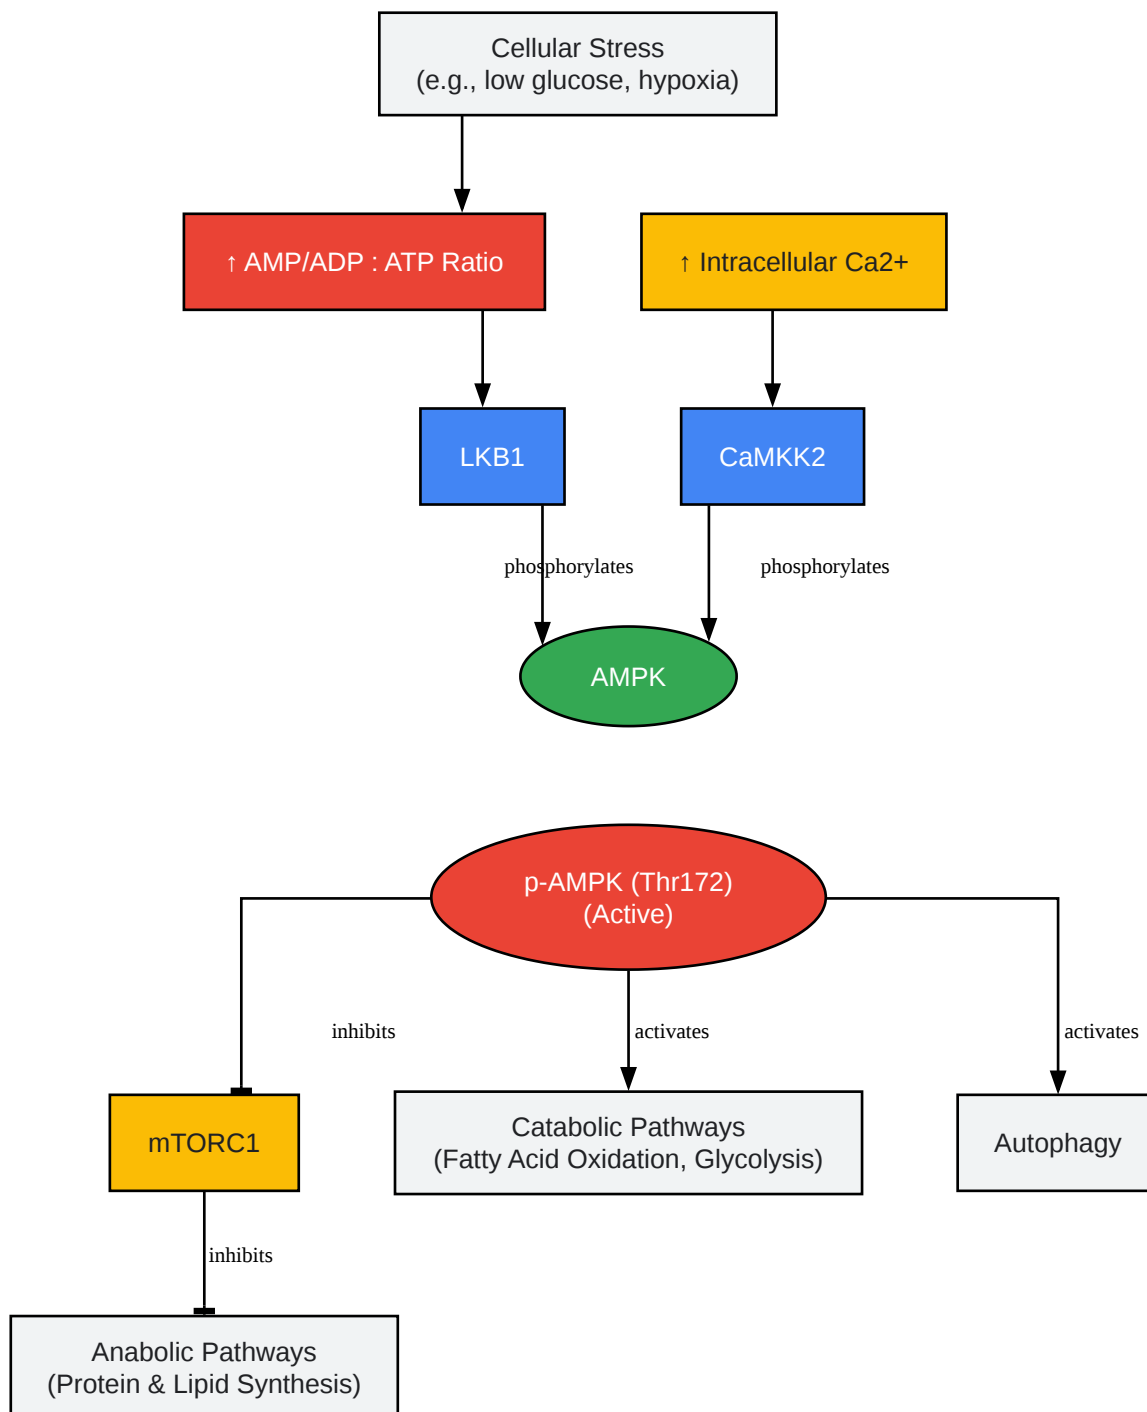 Cellular Stress
(e.g., low glucose, hypoxia)
↑ AMP/ADP : ATP Ratio
↑ Intracellular Ca2+
LKB1
CaMKK2
phosphorylates
phosphorylates
AMPK
p-AMPK (Thr172)
(Active)
inhibits
activates
activates
mTORC1
Catabolic Pathways
(Fatty Acid Oxidation, Glycolysis)
Autophagy
inhibits
Anabolic Pathways
(Protein & Lipid Synthesis)